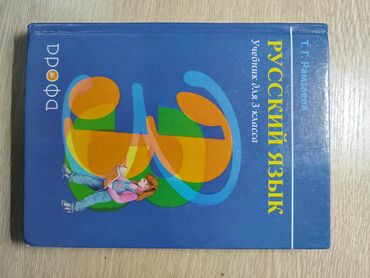 Т. Г. Рамзаева
РУССКИЙ ЯЗЫК
Учебник для 3 класса
3
дрофа